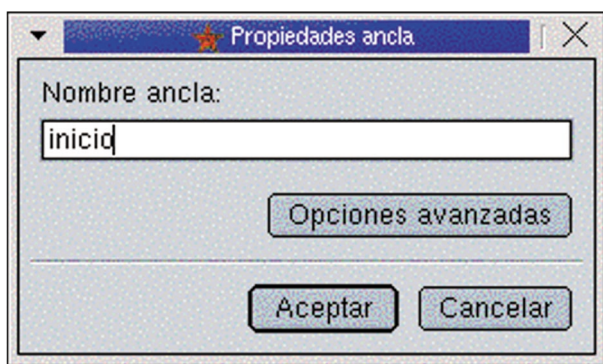 Propiedades ancla
Nombre ancla:
inicio
Opciones avanzadas
Aceptar
Cancelar